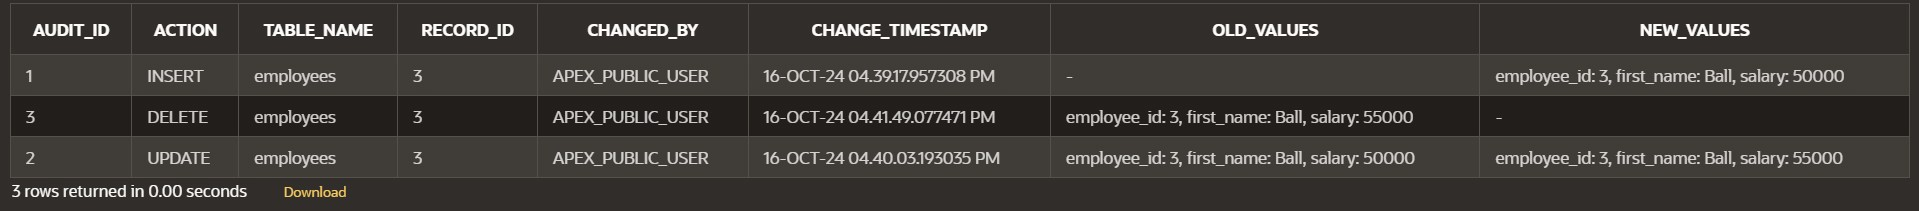 AUDIT_ID ACTION TABLE_NAME RECORD_ID CHANGED_BY CHANGE_TIMESTAMP OLD_VALUES NEW_VALUES
1 INSERT employees 3 APEX_PUBLIC_USER 16-OCT-24 04.39.17.957308 PM - employee_id: 3, first_name: Ball, salary: 50000
3 DELETE employees 3 APEX_PUBLIC_USER 16-OCT-24 04.41.49.077471 PM employee_id: 3, first_name: Ball, salary: 55000 -
2 UPDATE employees 3 APEX_PUBLIC_USER 16-OCT-24 04.40.03.193035 PM employee_id: 3, first_name: Ball, salary: 50000 employee_id: 3, first_name: Ball, salary: 55000
3 rows returned in 0.00 seconds Download